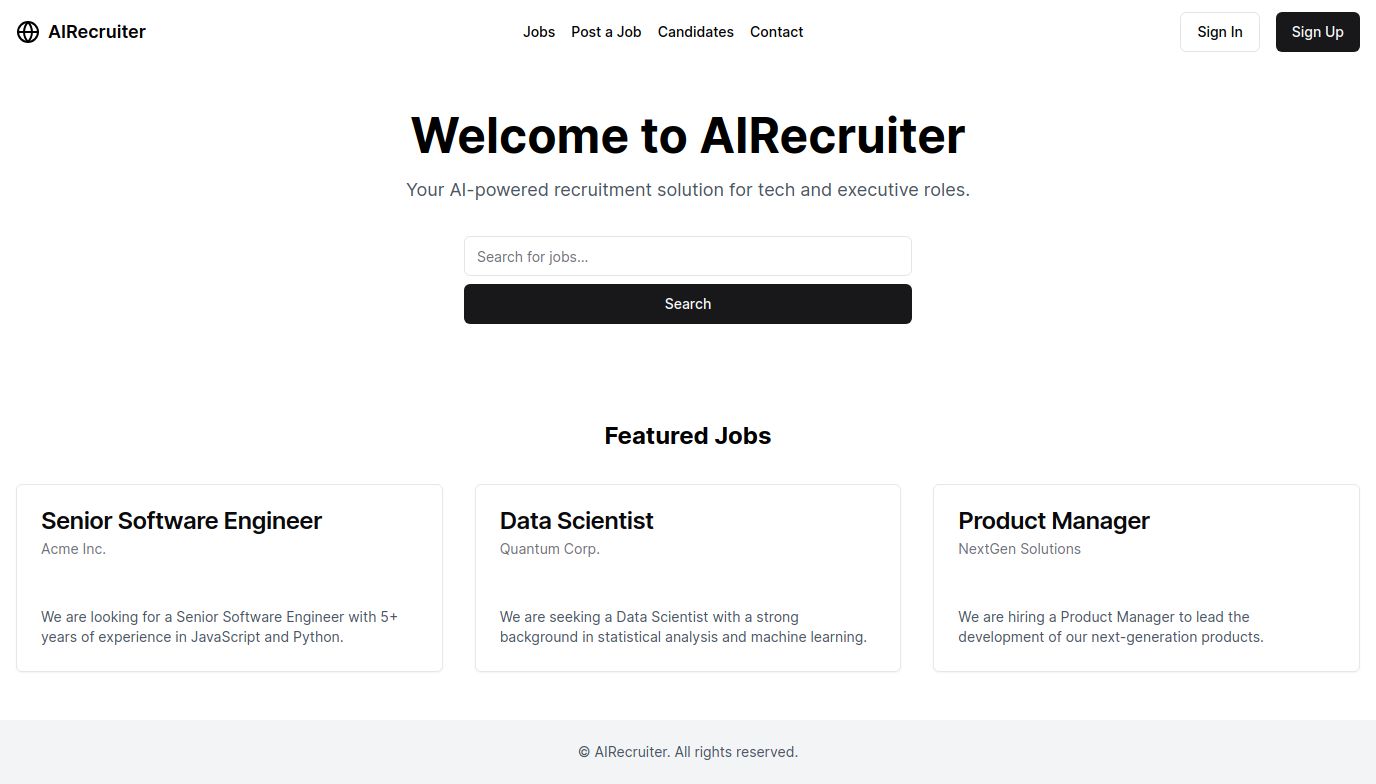 AIRecruiter
Jobs Post a Job Candidates Contact
Sign In Sign Up
Welcome to AIRecruiter
Your AI-powered recruitment solution for tech and executive roles.
Search for jobs...
Search
Featured Jobs
Senior Software Engineer
Acme Inc.
We are looking for a Senior Software Engineer with 5+
years of experience in JavaScript and Python.
Data Scientist
Quantum Corp.
We are seeking a Data Scientist with a strong
background in statistical analysis and machine learning.
Product Manager
NextGen Solutions
We are hiring a Product Manager to lead the
development of our next-generation products.
© AIRecruiter. All rights reserved.